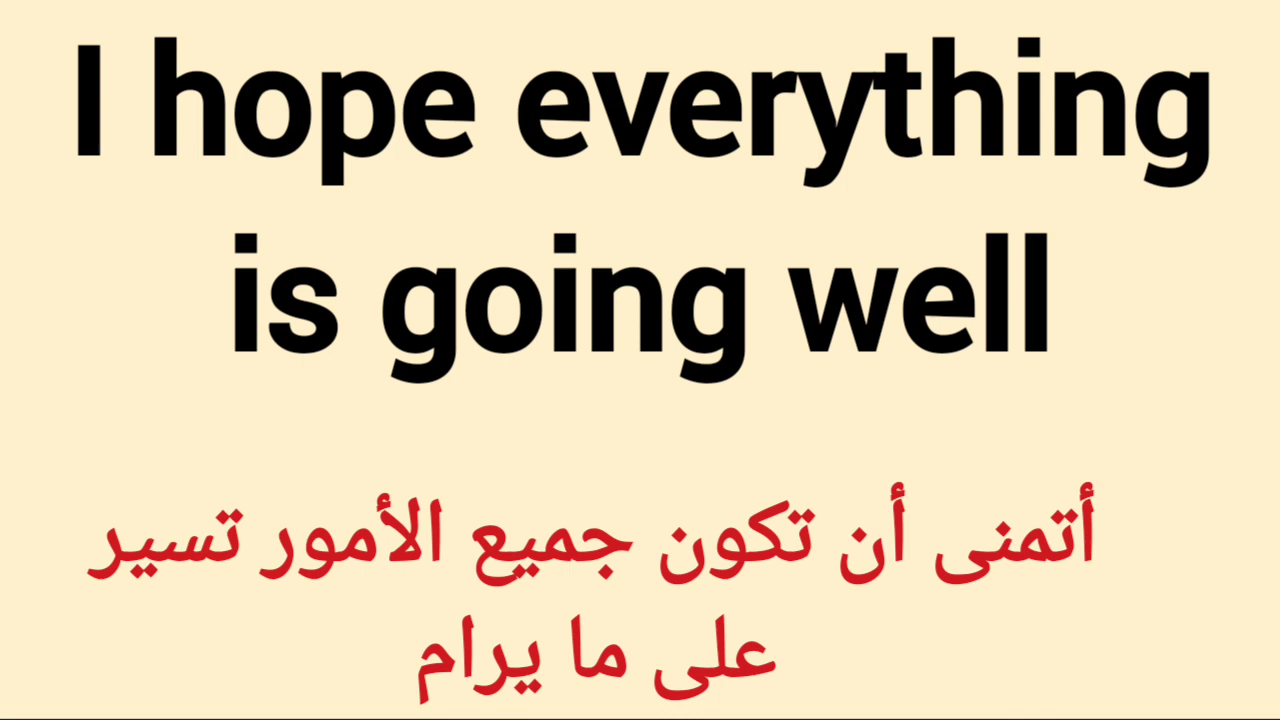 I hope everything
is going well
أتمنى أن تكون جميع الأمور تسير
على ما يرام